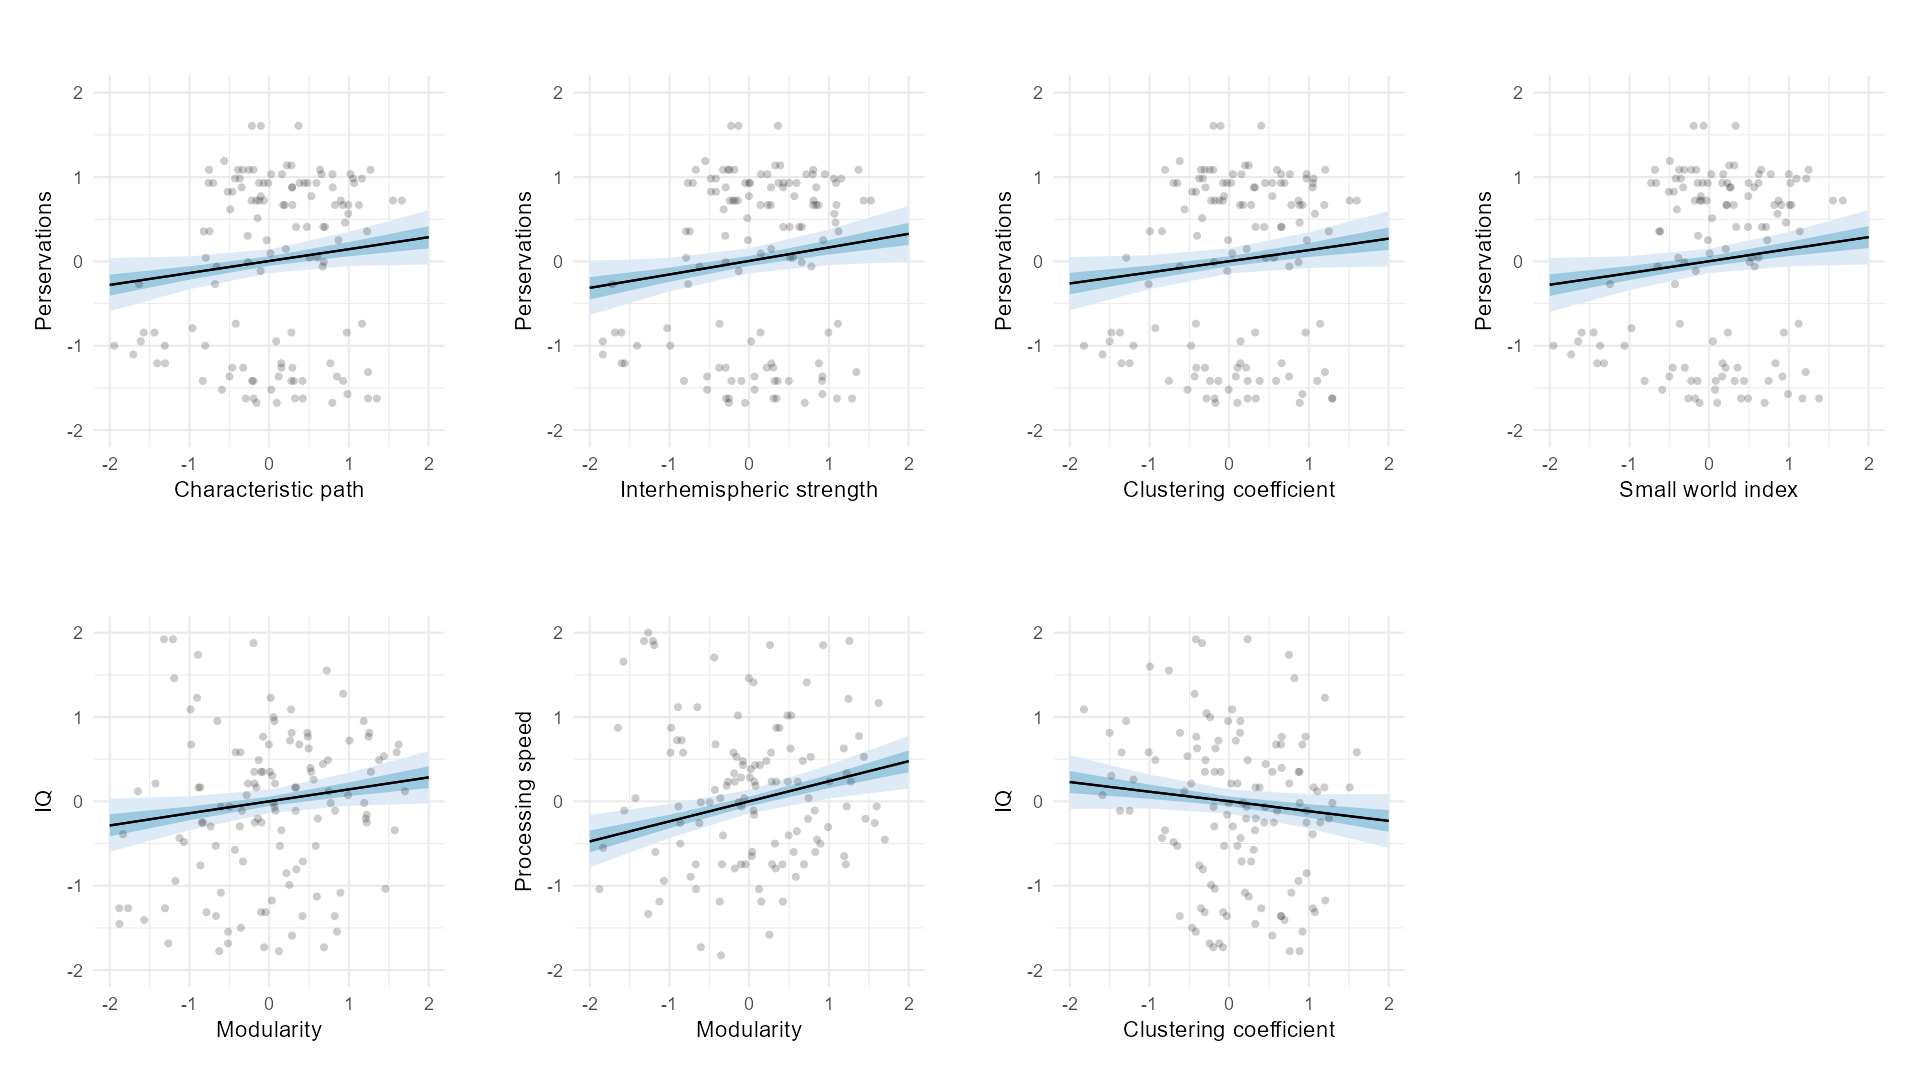 Perservations
2
1
0
-1
-2
-2 -1 0 1 2
Characteristic path
Perservations
2
1
0
-1
-2
-2 -1 0 1 2
Interhemispheric strength
Perservations
2
1
0
-1
-2
-2 -1 0 1 2
Clustering coefficient
Perservations
2
1
0
-1
-2
-2 -1 0 1 2
Small world index
IQ
2
1
0
-1
-2
-2 -1 0 1 2
Modularity
Processing speed
2
1
0
-1
-2
-2 -1 0 1 2
Modularity
IQ
2
1
0
-1
-2
-2 -1 0 1 2
Clustering coefficient